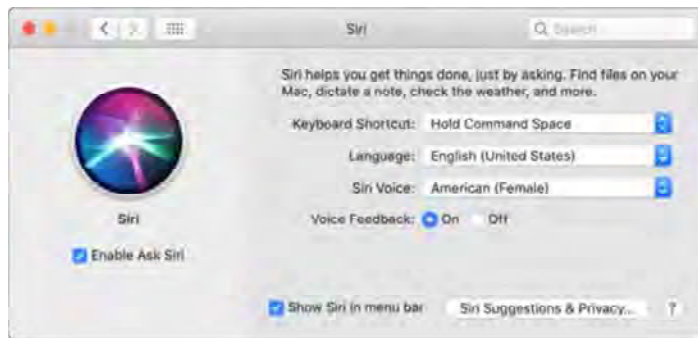 Siri
Search
Siri helps you get things done, just by asking. Find files on your
Mac, dictate a note, check the weather, and more.
Keyboard Shortcut: Hold Command Space
Language: English (United States)
Siri Voice: American (Female)
Siri
Voice Feedback: On Off
Enable Ask Siri
Show Siri in menu bar Siri Suggestions & Privacy... ?